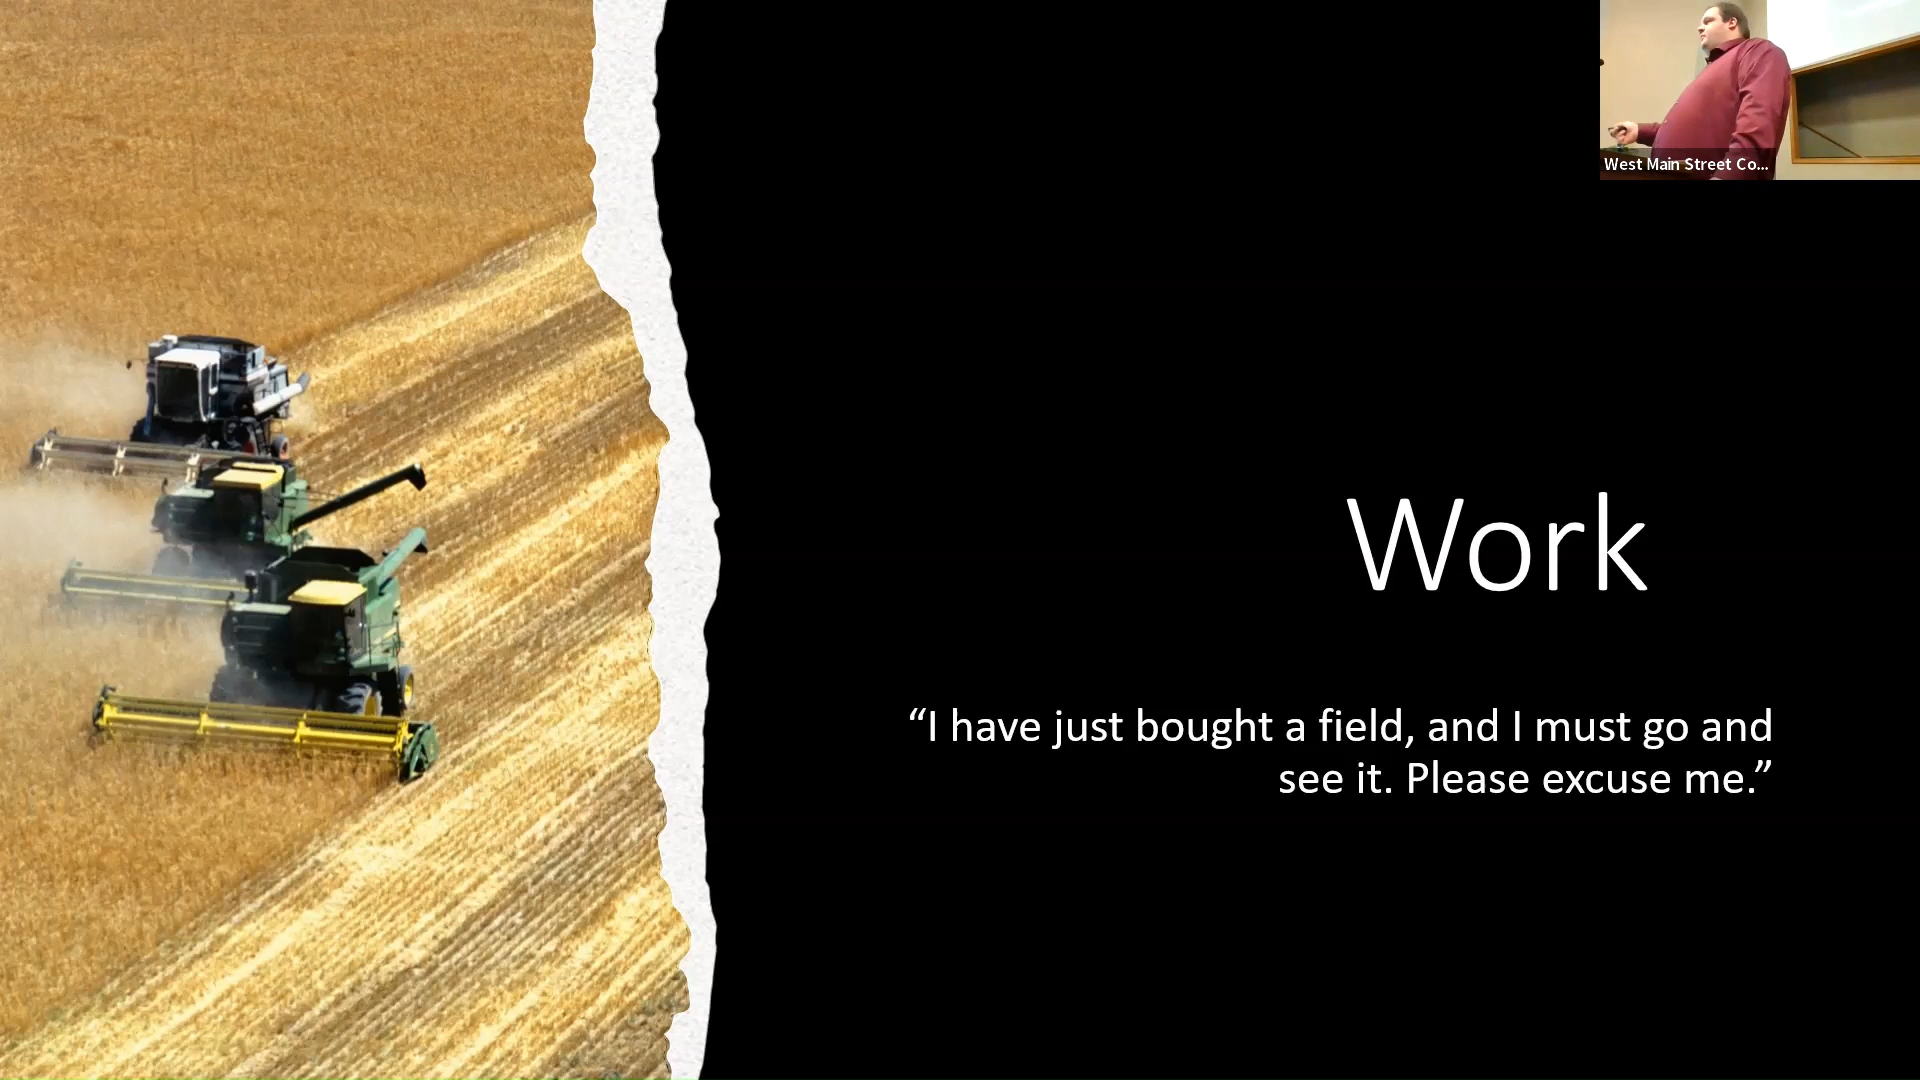 West Main Street Co...
Work
“I have just bought a field, and I must go and
see it. Please excuse me.”